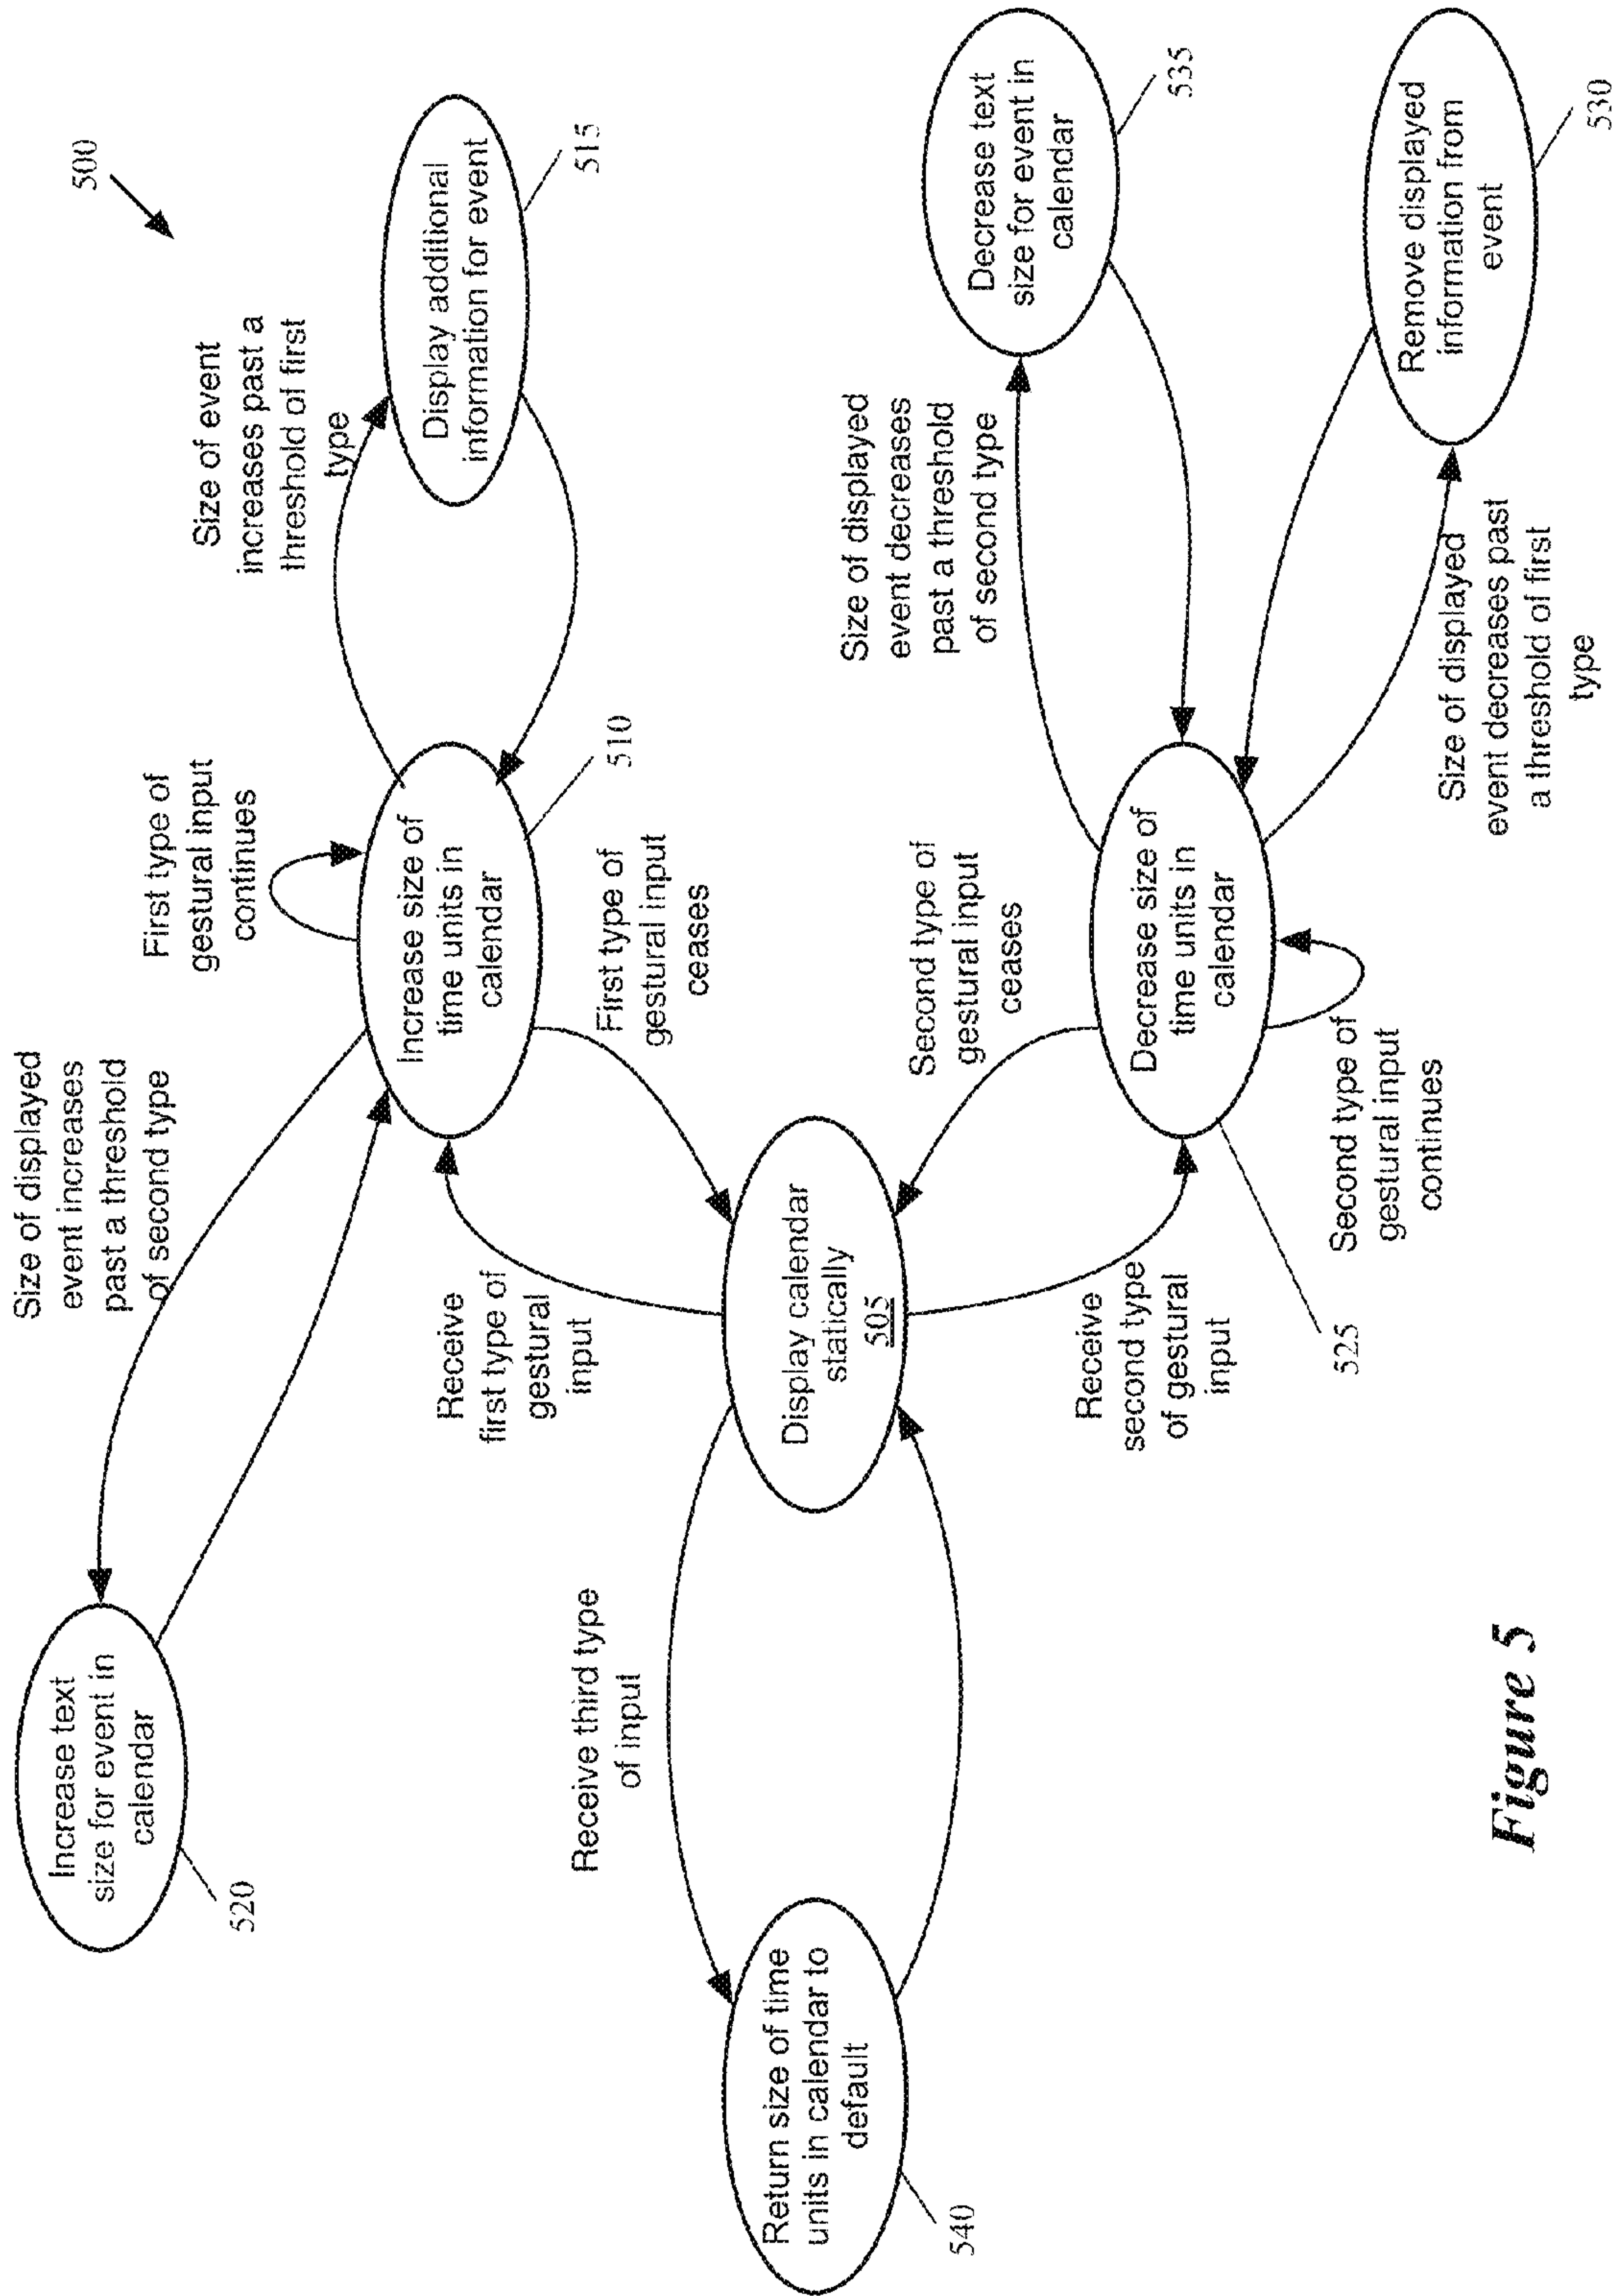 500
Increase text
size for event in
calendar
520
Size of displayed
event increases
past a threshold
of second type
First type of
gestural input
continues
Size of event
increases past a
threshold of first
type
Increase size of
time units in
calendar
510
Display additional
information for event
515
Receive
first type of
gestural
input
First type of
gestural input
ceases
Receive third type
of input
Return size of time
units in calendar to
default
540
Display calendar
statically
505
Receive
second type
of gestural
input
Second type of
gestural input
ceases
Decrease size of
time units in
calendar
525
Second type of
gestural input
continues
Size of displayed
event decreases
past a threshold
of second type
Decrease text
size for event in
calendar
535
Size of displayed
event decreases past
a threshold of first
type
Remove displayed
information from
event
530
Figure 5